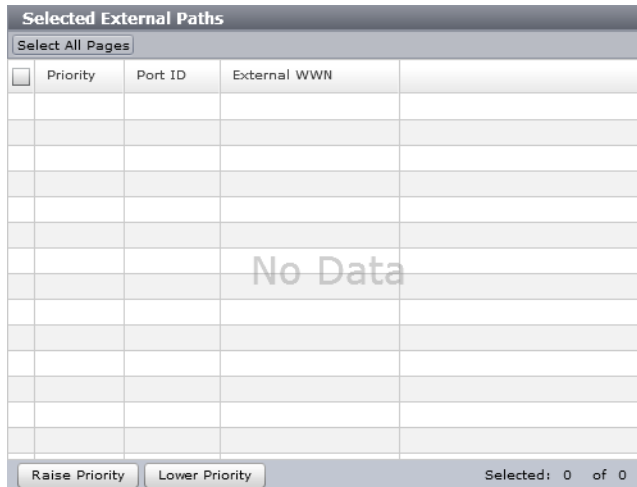 Selected External Paths
Select All Pages
Priority Port ID External WWN
No Data
Raise Priority Lower Priority Selected: 0 of 0